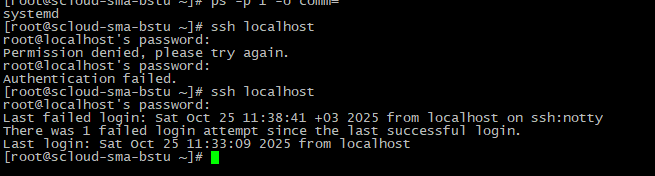 [root@scloud-sma-bstu ~]# ps -p 1 -o comm=
systemd
[root@scloud-sma-bstu ~]# ssh localhost
root@localhost's password:
Permission denied, please try again.
root@localhost's password:
Authentication failed.
[root@scloud-sma-bstu ~]# ssh localhost
root@localhost's password:
Last failed login: Sat Oct 25 11:38:41 +03 2025 from localhost on ssh:notty
There was 1 failed login attempt since the last successful login.
Last login: Sat Oct 25 11:33:09 2025 from localhost
[root@scloud-sma-bstu ~]#